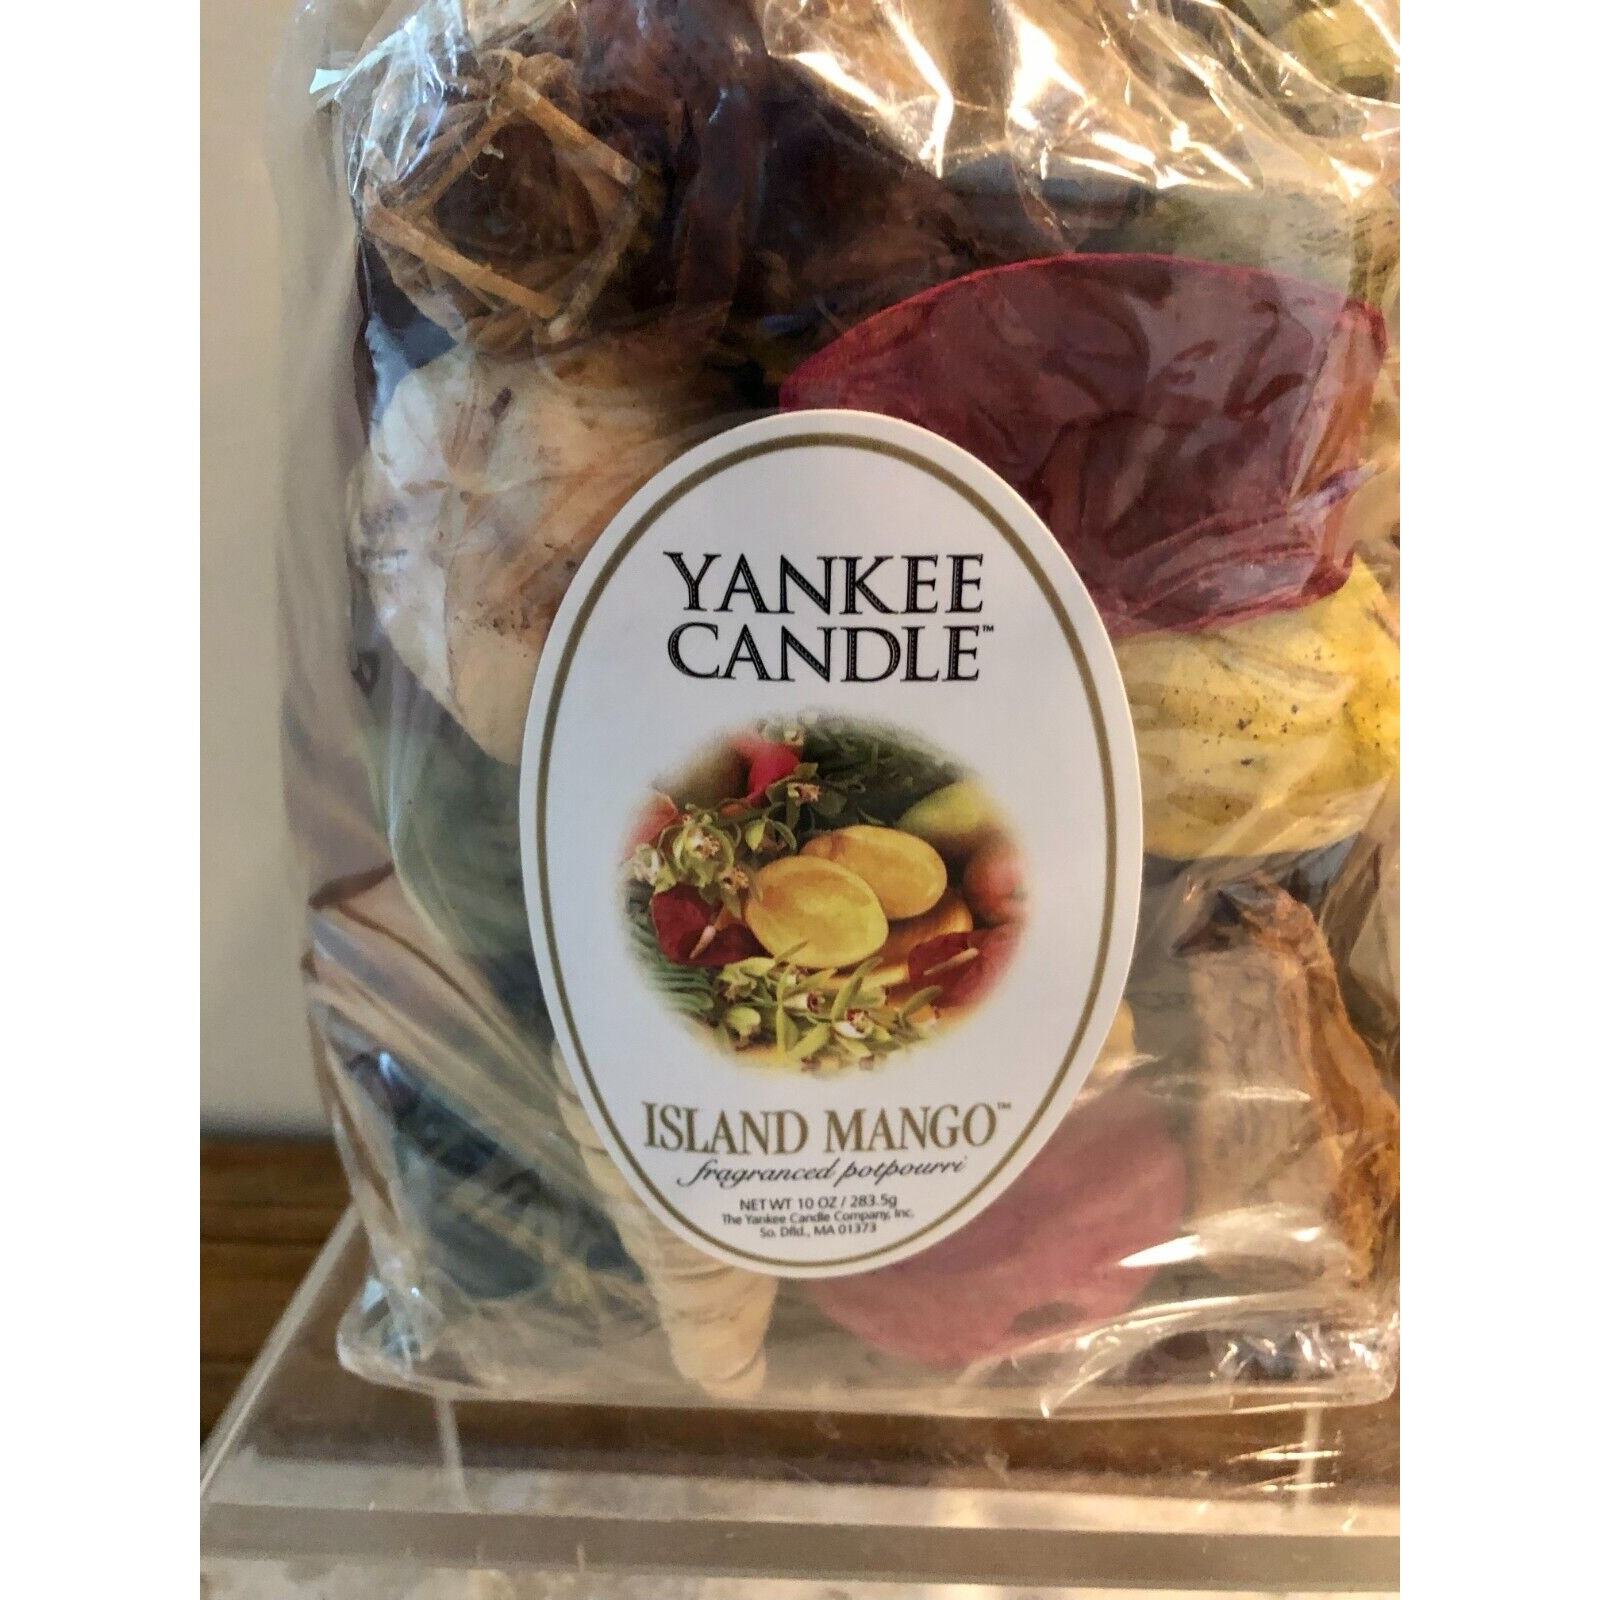 YANKEE
CANDLE™
ISLAND MANGO™
fragranced potpourri
NET WT 10 OZ / 283.5g
The Yankee Candle Company, Inc,
So. Dfld., MA 01373